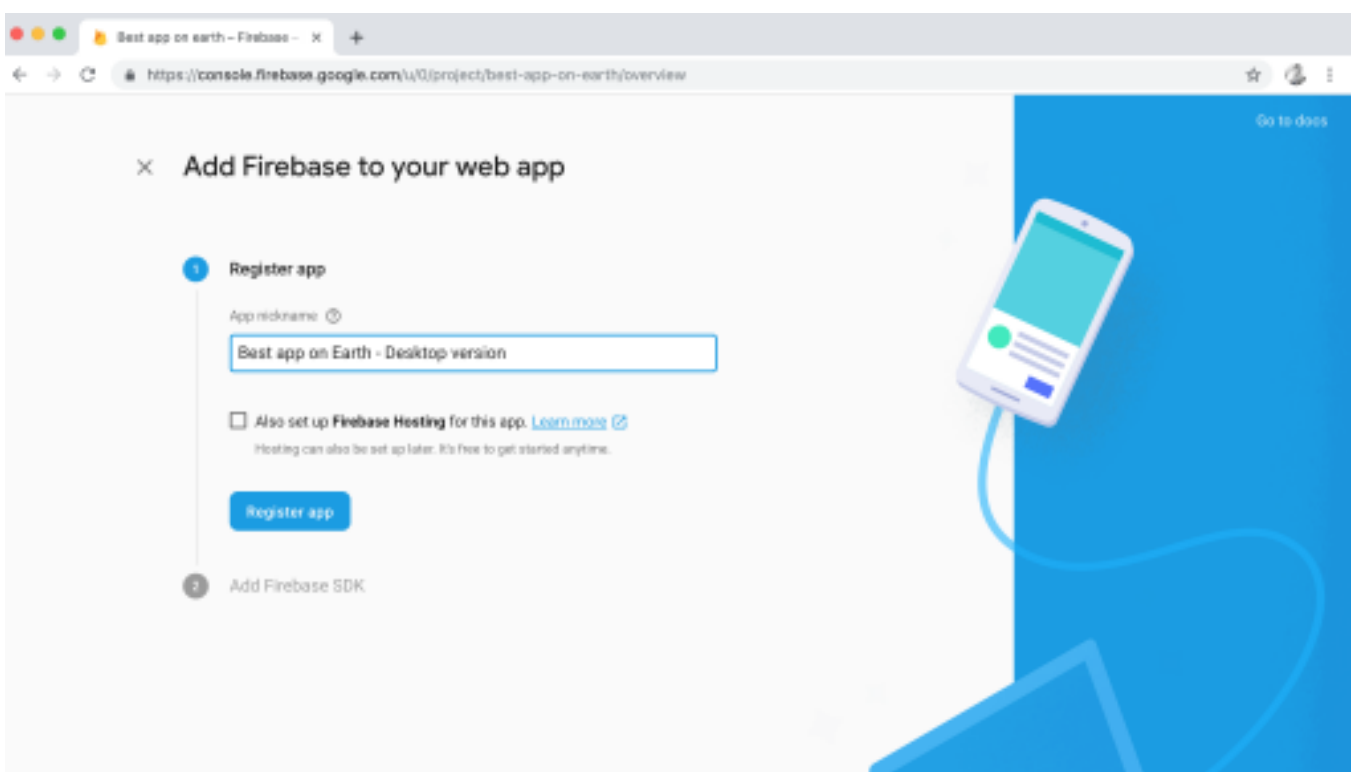 Best app on earth – Firebase –
https://console.firebase.google.com/u/0/project/best-app-on-earth/overview
Go to docs
Add Firebase to your web app
1 Register app
App nickname
Best app on Earth - Desktop version
Also set up Firebase Hosting for this app. Learn more
Hosting can also be set up later. It's free to get started anytime.
Register app
2 Add Firebase SDK